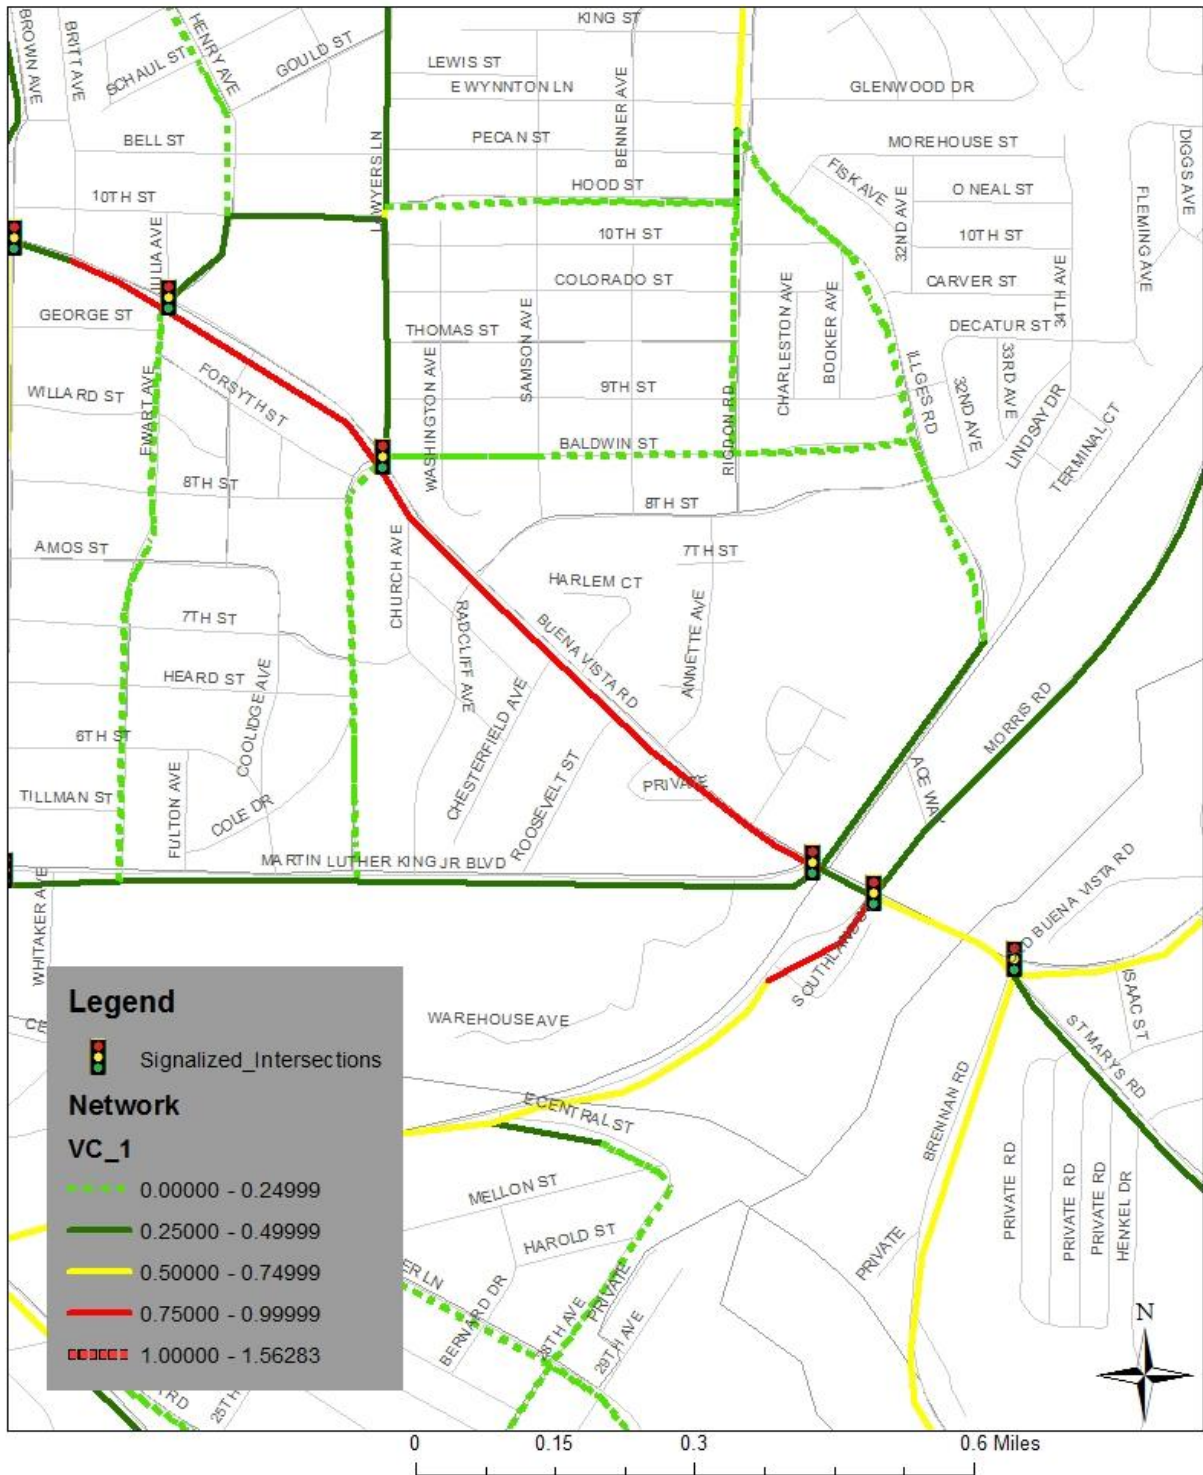 KING ST
BROWN AVE
BRITT AVE
HENRY AVE
GOULD ST
SCHAUL ST
LEWIS ST
E WYNNTON LN
BENNER AVE
GLENWOOD DR
BELL ST
PECAN ST
MOREHOUSE ST
DIGGS AVE
FISK AVE
HOOD ST
O NEAL ST
10TH ST
32ND AVE
FLEMING AVE
10TH ST
10TH ST
COLORADO ST
CARVER ST
34TH AVE
GEORGE ST
THOMAS ST
SAMSON AVE
CHARLESTON AVE
BOOKER AVE
DECATUR ST
FORSYTH ST
WASHINGTON AVE
9TH ST
RIGDON RD
ILLGES RD
32ND AVE
33RD AVE
LINDSAY DR
TERMINAL CT
WILLARD ST
EWART AVE
BALDWIN ST
8TH ST
8TH ST
AMOS ST
CHURCH AVE
7TH ST
HARLEM CT
7TH ST
RADCLIFF AVE
BUENA VISTA RD
ANNETTE AVE
HEARD ST
COOLIDGE AVE
CHESTERFIELD AVE
MORRIS RD
6TH ST
FULTON AVE
ROOSEVELT ST
PRIVATE
ACE WAY
TILLMAN ST
COLE DR
MARTIN LUTHER KING JR BLVD
WHITAKER AVE
BUENA VISTA RD
ISAAC ST
WAREHOUSE AVE
ST MARYS RD
E CENTRAL ST
BRENNAN RD
MELLON ST
PRIVATE RD
PRIVATE RD
PRIVATE RD
HENKEL DR
HAROLD ST
PRIVATE
PRIVATE
BERNARD DR
28TH AVE
29TH AVE
Legend
Signalized_Intersections
Network
VC_1
0.00000 - 0.24999
0.25000 - 0.49999
0.50000 - 0.74999
0.75000 - 0.99999
1.00000 - 1.56283
N
0 0.15 0.3 0.6 Miles